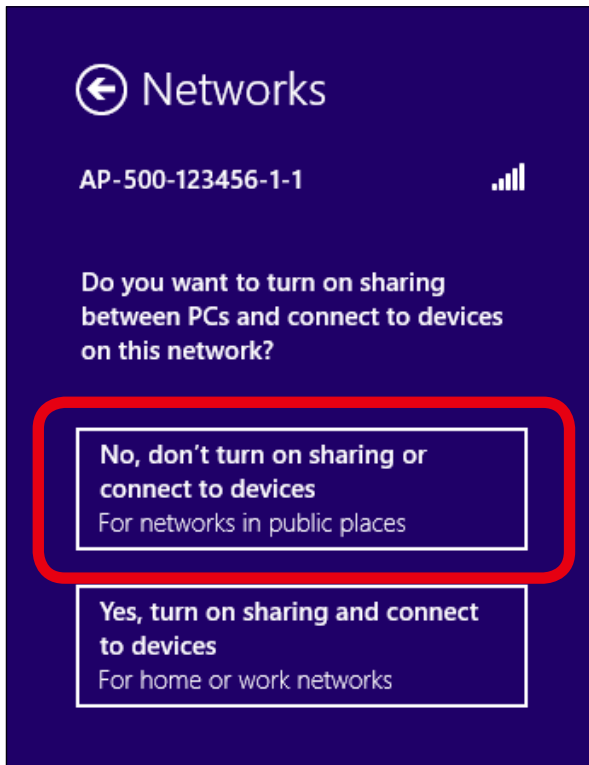 Networks
AP-500-123456-1-1
Do you want to turn on sharing
between PCs and connect to devices
on this network?
No, don't turn on sharing or
connect to devices
For networks in public places
Yes, turn on sharing and connect
to devices
For home or work networks